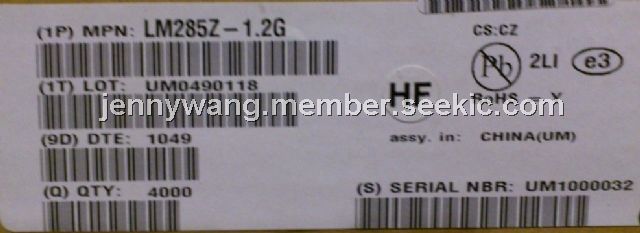 (1P) MPN: LM285Z-1.2G
CS:CZ
Pb 2LI e3
(1T) LOT: UM0490118
HF
RoHS - Y
jennywang.member.seekic.com
(9D) DTE: 1049
assy. in: CHINA(UM)
(Q) QTY: 4000
(S) SERIAL NBR: UM1000032